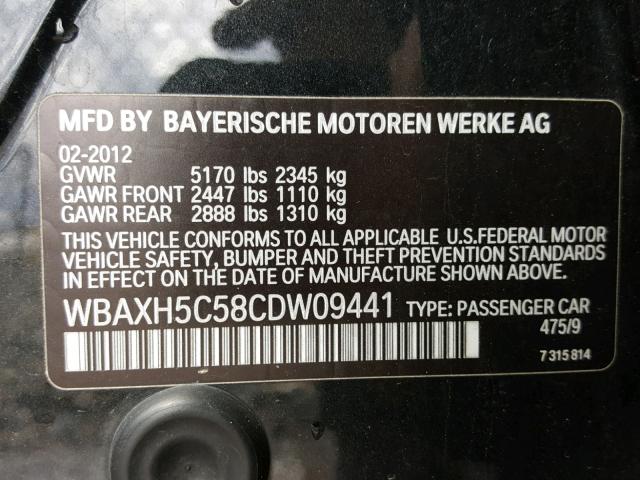 MFD BY BAYERISCHE MOTOREN WERKE AG
02-2012
GVWR 5170 lbs 2345 kg
GAWR FRONT 2447 lbs 1110 kg
GAWR REAR 2888 lbs 1310 kg
THIS VEHICLE CONFORMS TO ALL APPLICABLE U.S.FEDERAL MOTOR
VEHICLE SAFETY, BUMPER AND THEFT PREVENTION STANDARDS
IN EFFECT ON THE DATE OF MANUFACTURE SHOWN ABOVE.
WBAXH5C58CDW09441 TYPE: PASSENGER CAR
475/9
7 315 814